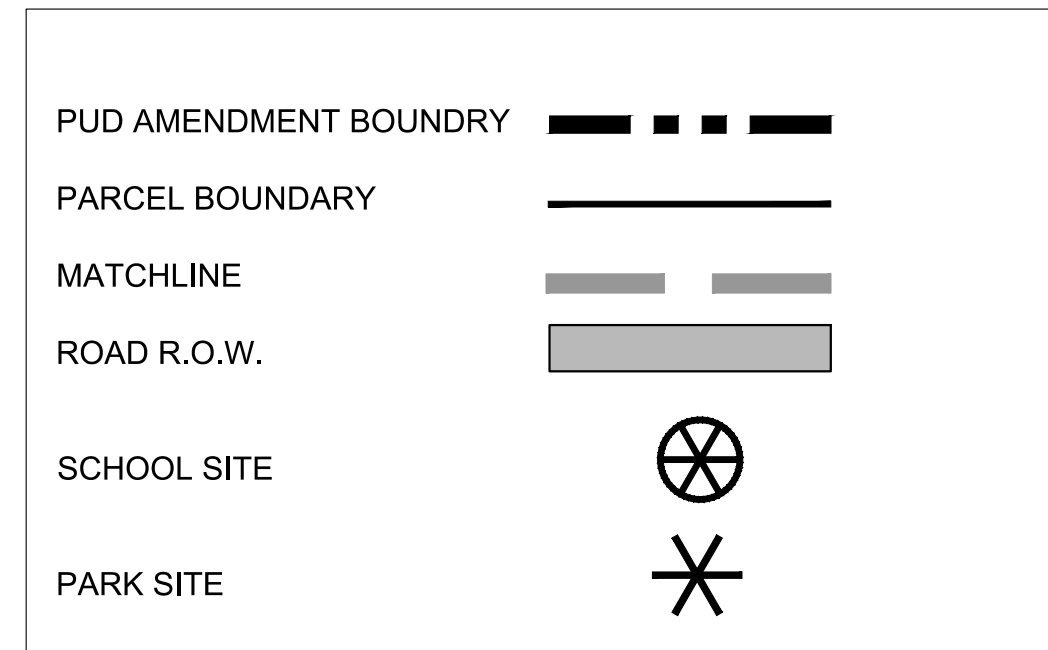 PUD AMENDMENT BOUNDRY
PARCEL BOUNDARY
MATCHLINE
ROAD R.O.W.
SCHOOL SITE
PARK SITE